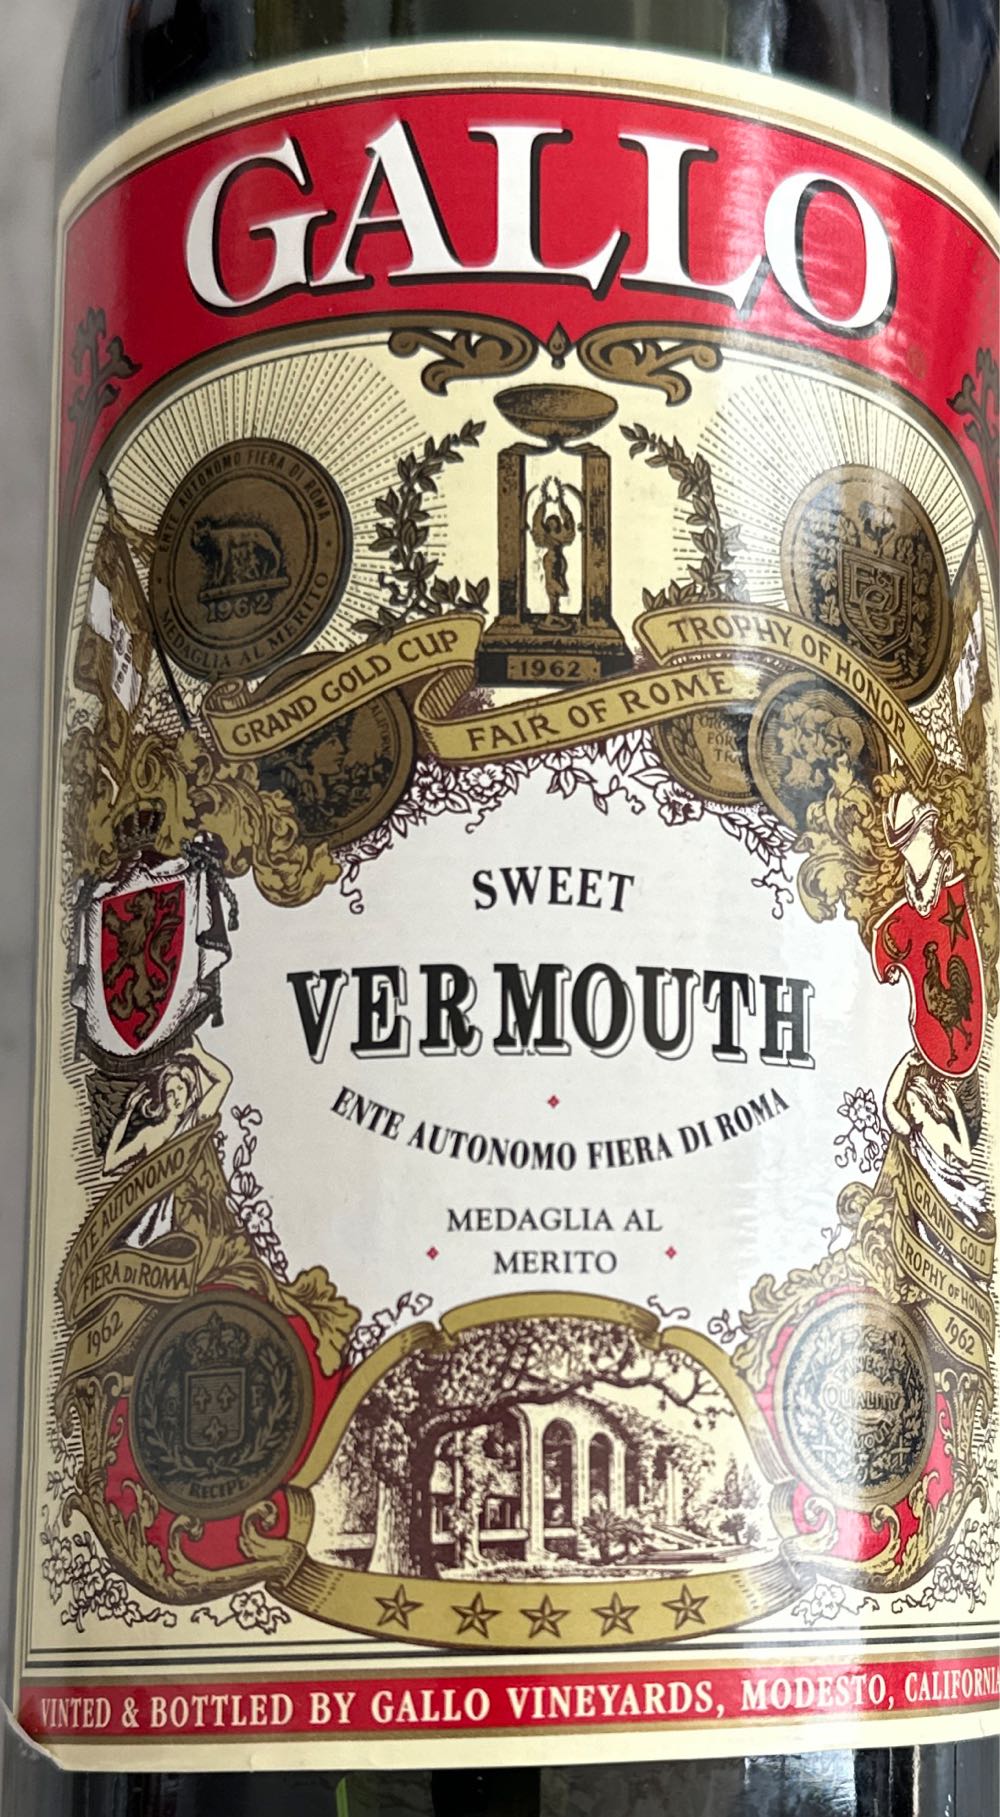 GALLO
ENTE AUTONOMO FIERA DI ROMA
1962
MEDAGLIA AL MERITO
E&JG
1962
GRAND GOLD CUP
FAIR OF ROME
TROPHY OF HONOR
SWEET
VERMOUTH
ENTE AUTONOMO FIERA DI ROMA
MEDAGLIA AL
MERITO
ENTE AUTONOMO
FIERA DI ROMA
1962
GRAND GOLD
TROPHY OF HONOR
1962
RECIPE
QUALITY
VINTED & BOTTLED BY GALLO VINEYARDS, MODESTO, CALIFORNIA